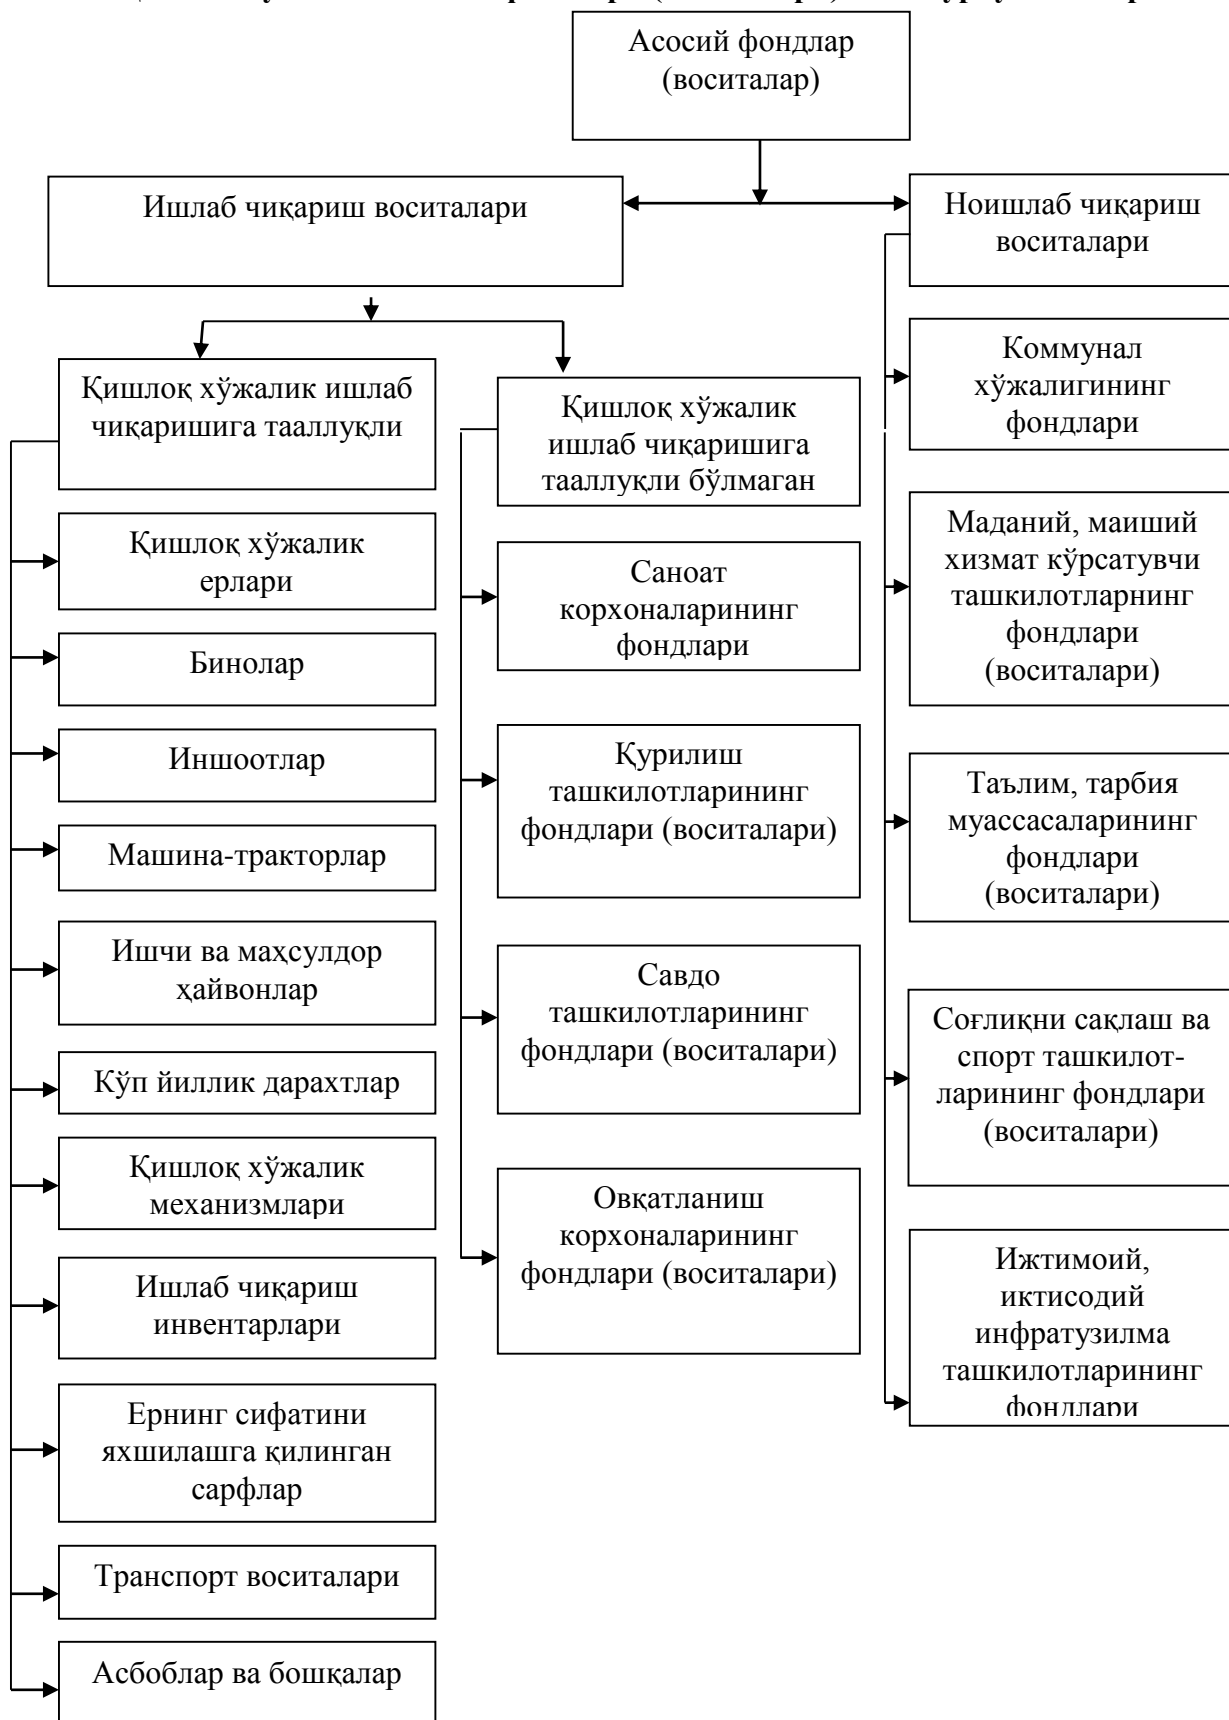 Асосий фондлар
(воситалар)
Ишлаб чиқариш воситалари
Ноишлаб чиқариш
воситалари
Қишлоқ хўжалик ишлаб
чиқаришига тааллуқли
Қишлоқ хўжалик
ерлари
Бинолар
Иншоотлар
Машина-тракторлар
Ишчи ва маҳсулдор
ҳайвонлар
Кўп йиллик дарахтлар
Қишлоқ хўжалик
механизмлари
Ишлаб чиқариш
инвентарлари
Ернинг сифатини
яхшилашга қилинган
сарфлар
Транспорт воситалари
Асбоблар ва бошқалар
Қишлоқ хўжалик
ишлаб чиқаришига
тааллуқли бўлмаган
Саноат
корхоналарининг
фондлари
Қурилиш
ташкилотларининг
фондлари (воситалари)
Савдо
ташкилотларининг
фондлари (воситалари)
Овқатланиш
корхоналарининг
фондлари (воситалари)
Коммунал
хўжалигининг
фондлари
Маданий, маиший
хизмат кўрсатувчи
ташкилотларнинг
фондлари
(воситалари)
Таълим, тарбия
муассасаларининг
фондлари
(воситалари)
Соғлиқни сақлаш ва
спорт ташкилот-
ларининг фондлари
(воситалари)
Ижтимоий,
иктисодий
инфратузилма
ташкилотларининг
фондлари